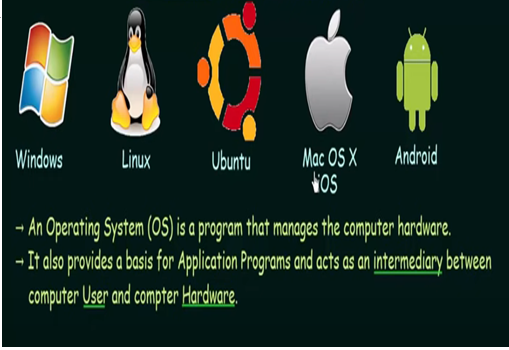 Windows Linux Ubuntu Mac OS X Android
iOS
→ An Operating System (OS) is a program that manages the computer hardware.
→ It also provides a basis for Application Programs and acts as an intermediary between
computer User and compter Hardware.